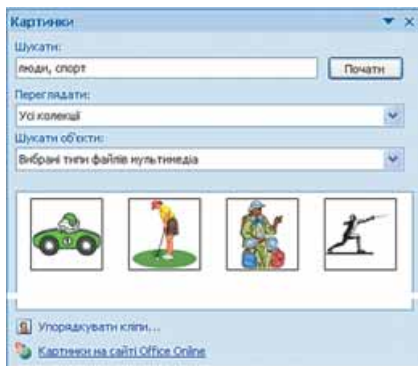 Картинки
Шукати:
люди, спорт
Почати
Переглядати:
Усі колекції
Шукати об'єкти:
Вибрані типи файлів мультимедіа
Упорядкувати кліпи...
Картинки на сайті Office Online